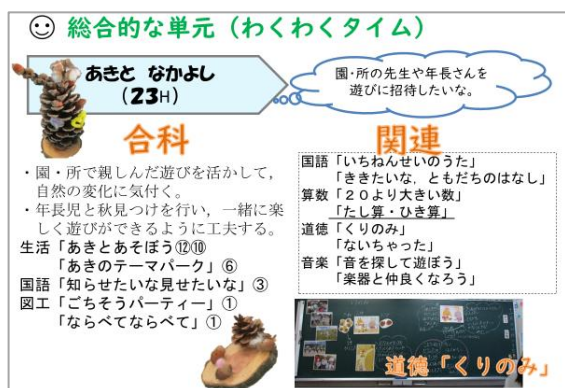 総合的な単元（わくわくタイム）
あきと なかよし
（23H）
園・所の先生や年長さんを
遊びに招待したいな。
合科
・園・所で親しんだ遊びを活かして，
自然の変化に気付く。
・年長児と秋見つけを行い，一緒に楽
しく遊びができるように工夫する。
生活「あきとあそぼう⑫⑩
「あきのテーマパーク」⑥
国語「知らせたいな見せたいな」③
図工「ごちそうパーティー」①
「ならべてならべて」①
関連
国語「いちねんせいのうた」
「ききたいな，ともだちのはなし」
算数「２０より大きい数」
「たし算・ひき算」
道徳「くりのみ」
「ないちゃった」
音楽「音を探して遊ぼう」
「楽器と仲良くなろう」
道徳「くりのみ」